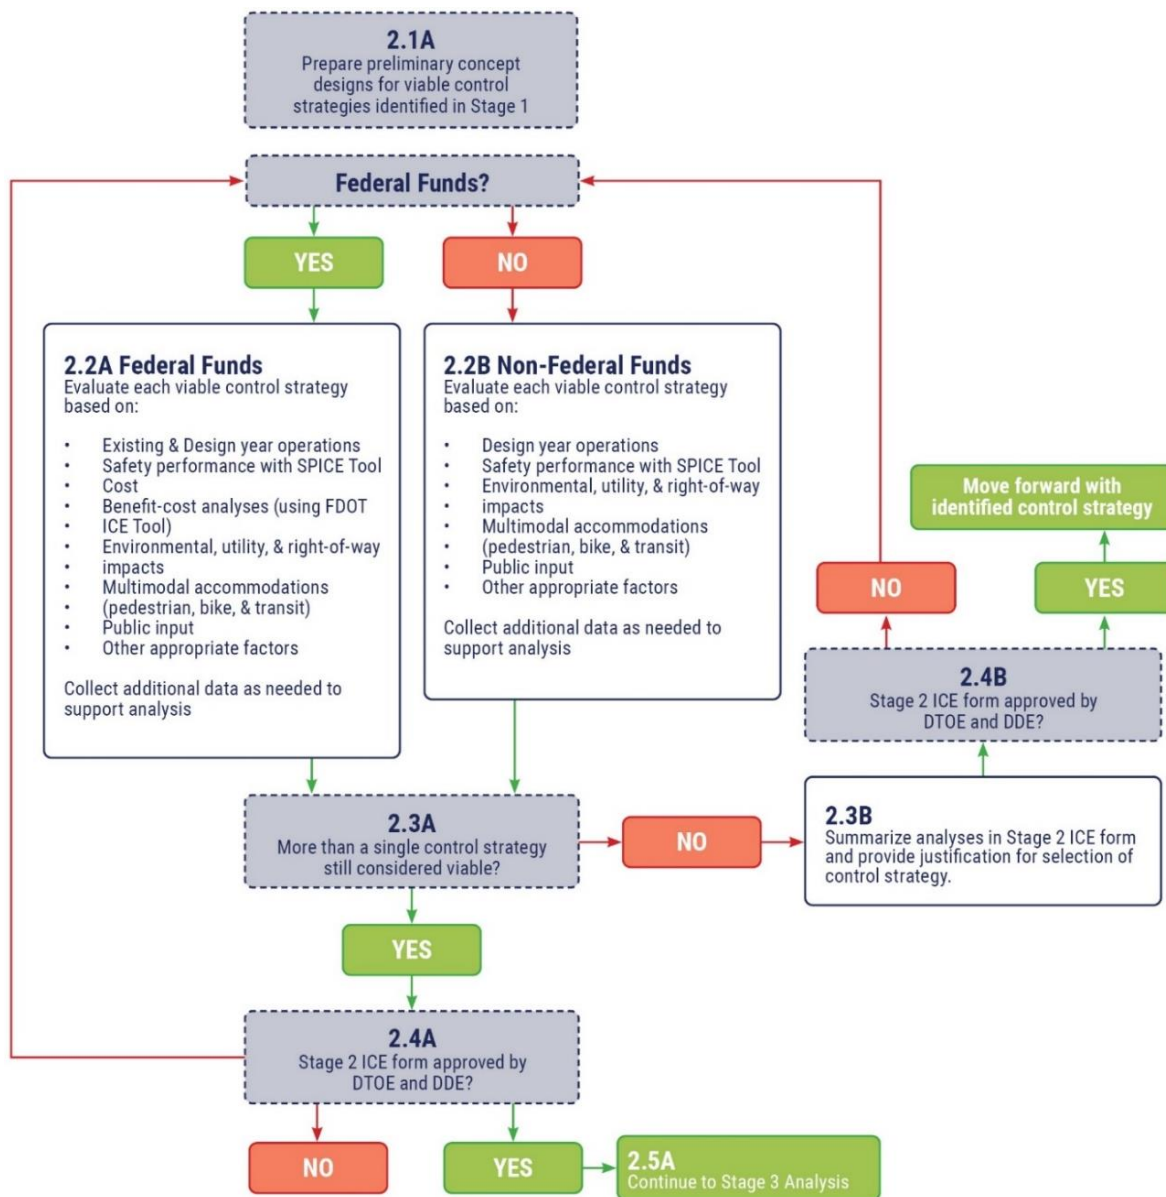 2.1A
Prepare preliminary concept
designs for viable control
strategies identified in Stage 1
Federal Funds?
YES
NO
2.2A Federal Funds
Evaluate each viable control strategy
based on:
• Existing & Design year operations
• Safety performance with SPICE Tool
• Cost
• Benefit-cost analyses (using FDOT
• ICE Tool)
• Environmental, utility, & right-of-way
• impacts
• Multimodal accommodations
• (pedestrian, bike, & transit)
• Public input
• Other appropriate factors
Collect additional data as needed to
support analysis
2.2B Non-Federal Funds
Evaluate each viable control strategy
based on:
• Design year operations
• Safety performance with SPICE Tool
• Environmental, utility, & right-of-way
• impacts
• Multimodal accommodations
• (pedestrian, bike, & transit)
• Public input
• Other appropriate factors
Collect additional data as needed to
support analysis
Move forward with
identified control strategy
NO
YES
2.4B
Stage 2 ICE form approved by
DTOE and DDE?
2.3A
More than a single control strategy
still considered viable?
NO
2.3B
Summarize analyses in Stage 2 ICE form
and provide justification for selection of
control strategy.
YES
2.4A
Stage 2 ICE form approved by
DTOE and DDE?
NO
YES
2.5A
Continue to Stage 3 Analysis